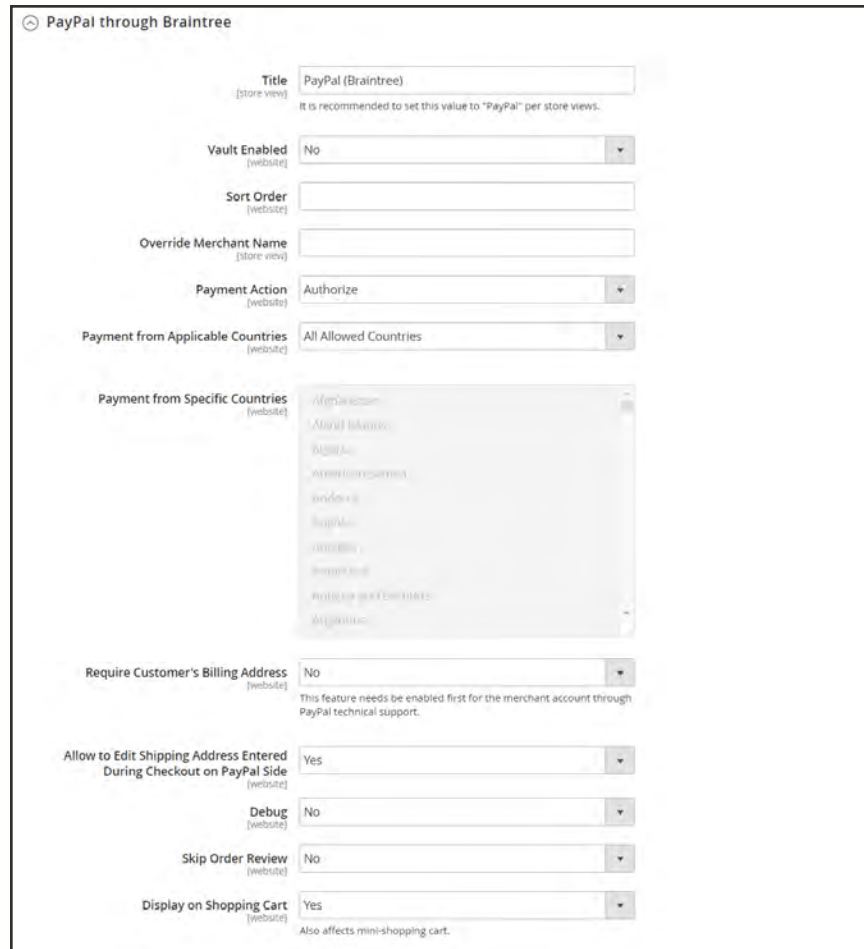 PayPal through Braintree
Title
PayPal (Braintree)
[store view]
It is recommended to set this value to "PayPal" per store views.
Vault Enabled
No
[website]
Sort Order
[website]
Override Merchant Name
[store view]
Payment Action
Authorize
[website]
Payment from Applicable Countries
All Allowed Countries
[website]
Payment from Specific Countries
[website]
Require Customer's Billing Address
No
[website]
This feature needs be enabled first for the merchant account through
PayPal technical support.
Allow to Edit Shipping Address Entered
During Checkout on PayPal Side
Yes
[website]
Debug
No
[website]
Skip Order Review
No
[website]
Display on Shopping Cart
Yes
[website]
Also affects mini-shopping cart.